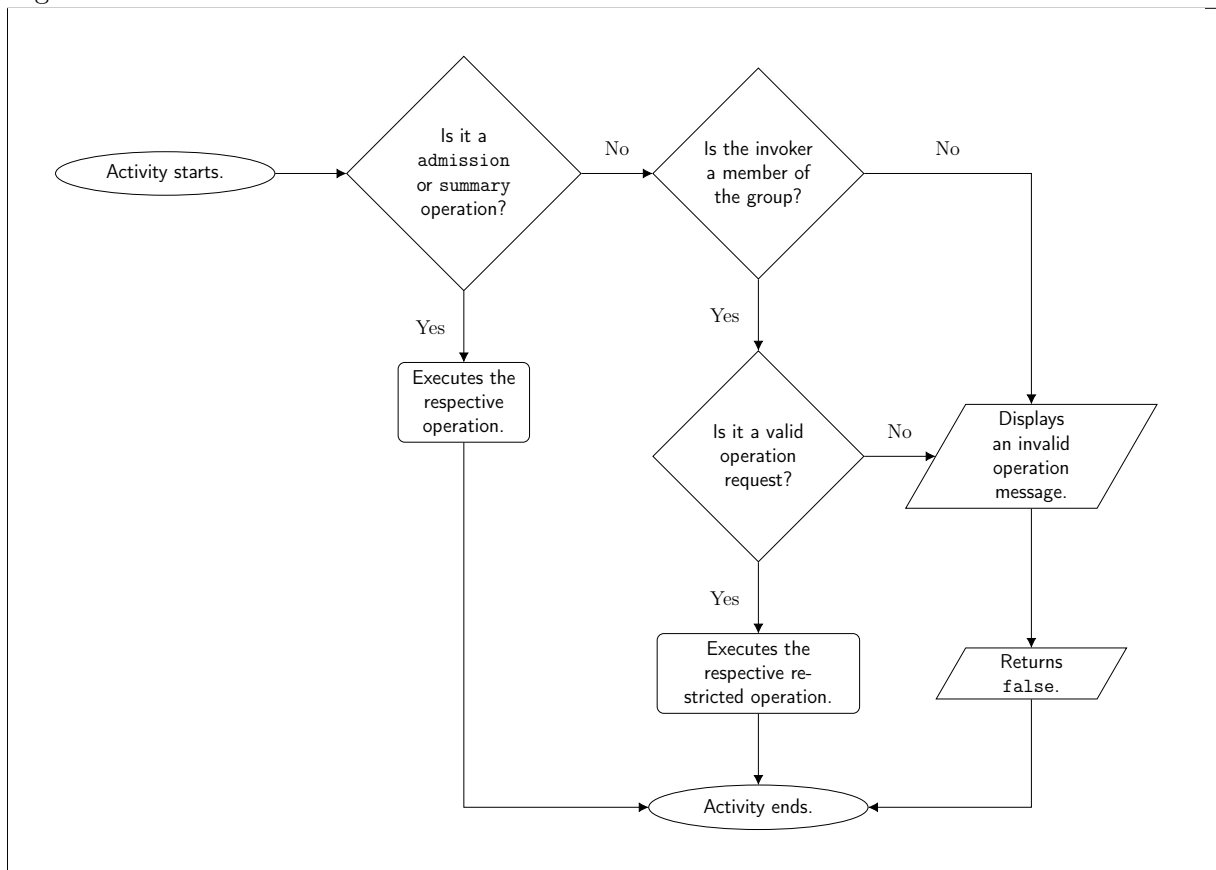 Activity starts.
Is it a
admission
or summary
operation?
No
Is the invoker
a member of
the group?
No
Yes
Executes the
respective
operation.
Yes
Is it a valid
operation
request?
No
Displays
an invalid
operation
message.
Yes
Executes the
respective re-
stricted operation.
Returns
false.
Activity ends.